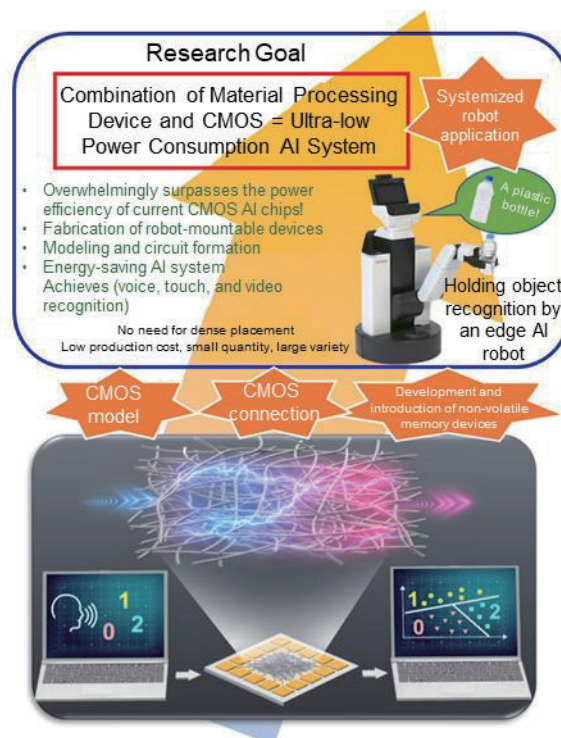 Research Goal
Combination of Material Processing
Device and CMOS = Ultra-low
Power Consumption AI System
Systemized
robot
application
• Overwhelmingly surpasses the power
efficiency of current CMOS AI chips!
• Fabrication of robot-mountable devices
• Modeling and circuit formation
• Energy-saving AI system
Achieves (voice, touch, and video
recognition)
A plastic
bottle!
No need for dense placement
Low production cost, small quantity, large variety
Holding object
recognition by
an edge AI
robot
CMOS
model
CMOS
connection
Development and
introduction of non-volatile
memory devices
1
0 2
1
2
0